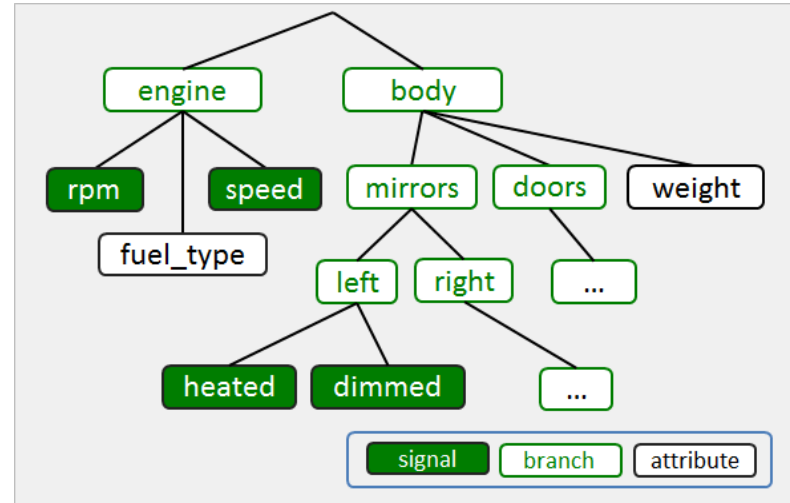 engine
body
rpm
speed
mirrors
doors
weight
fuel_type
left
right
...
heated
dimmed
...
signal
branch
attribute